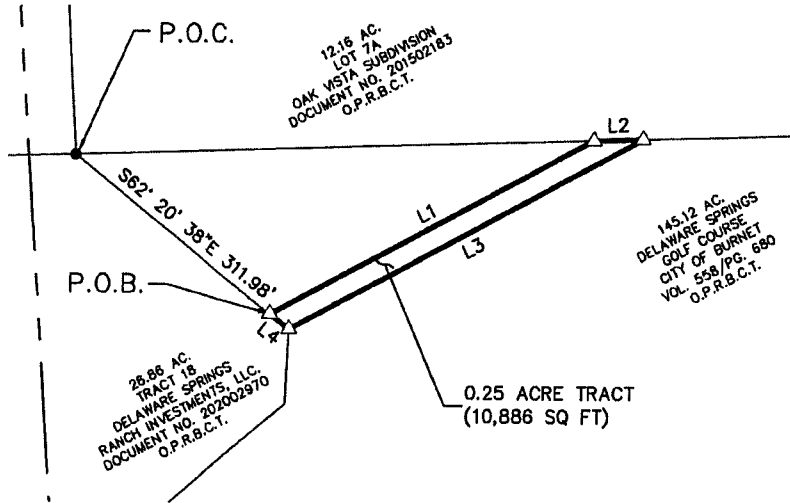 P.O.C.
12.16 AC.
LOT 7A
OAK VISTA SUBDIVISION
DOCUMENT NO. 201502183
O.P.R.B.C.T.
L2
S62° 20' 38"E 311.98'
L1
L3
145.12 AC.
DELAWARE SPRINGS
GOLF COURSE
CITY OF BURNET
VOL. 558/PG. 680
O.P.R.B.C.T.
P.O.B.
L4
26.86 AC.
TRACT 18
DELAWARE SPRINGS
RANCH INVESTMENTS, LLC.
DOCUMENT NO. 202002970
O.P.R.B.C.T.
0.25 ACRE TRACT
(10,886 SQ FT)